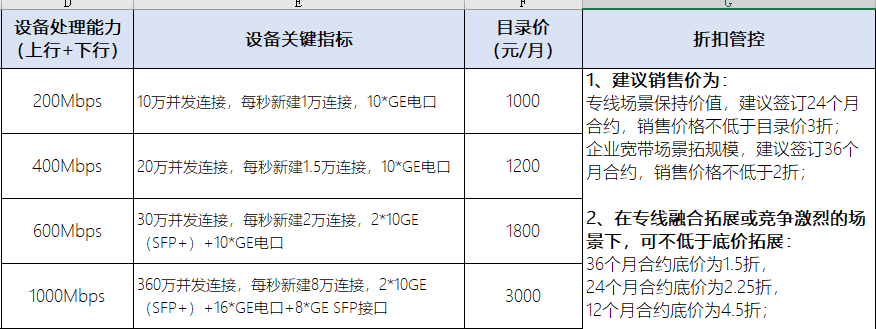 D
E
F
G
设备处理能力
（上行+下行）
设备关键指标
目录价
（元/月）
折扣管控
200Mbps
10万并发连接，每秒新建1万连接，10*GE电口
1000
400Mbps
20万并发连接，每秒新建1.5万连接，10*GE电口
1200
600Mbps
30万并发连接，每秒新建2万连接，2*10GE
（SFP+）+10*GE电口
1800
1000Mbps
360万并发连接，每秒新建8万连接，2*10GE
（SFP+）+16*GE电口+8*GE SFP接口
3000
1、建议销售价为：
专线场景保持价值，建议签订24个月
合约，销售价格不低于目录价3折；
企业宽带场景拓规模，建议签订36个
月合约，销售价格不低于2折；
2、在专线融合拓展或竞争激烈的场
景下，可不低于底价拓展：
36个月合约底价为1.5折，
24个月合约底价为2.25折，
12个月合约底价为4.5折；